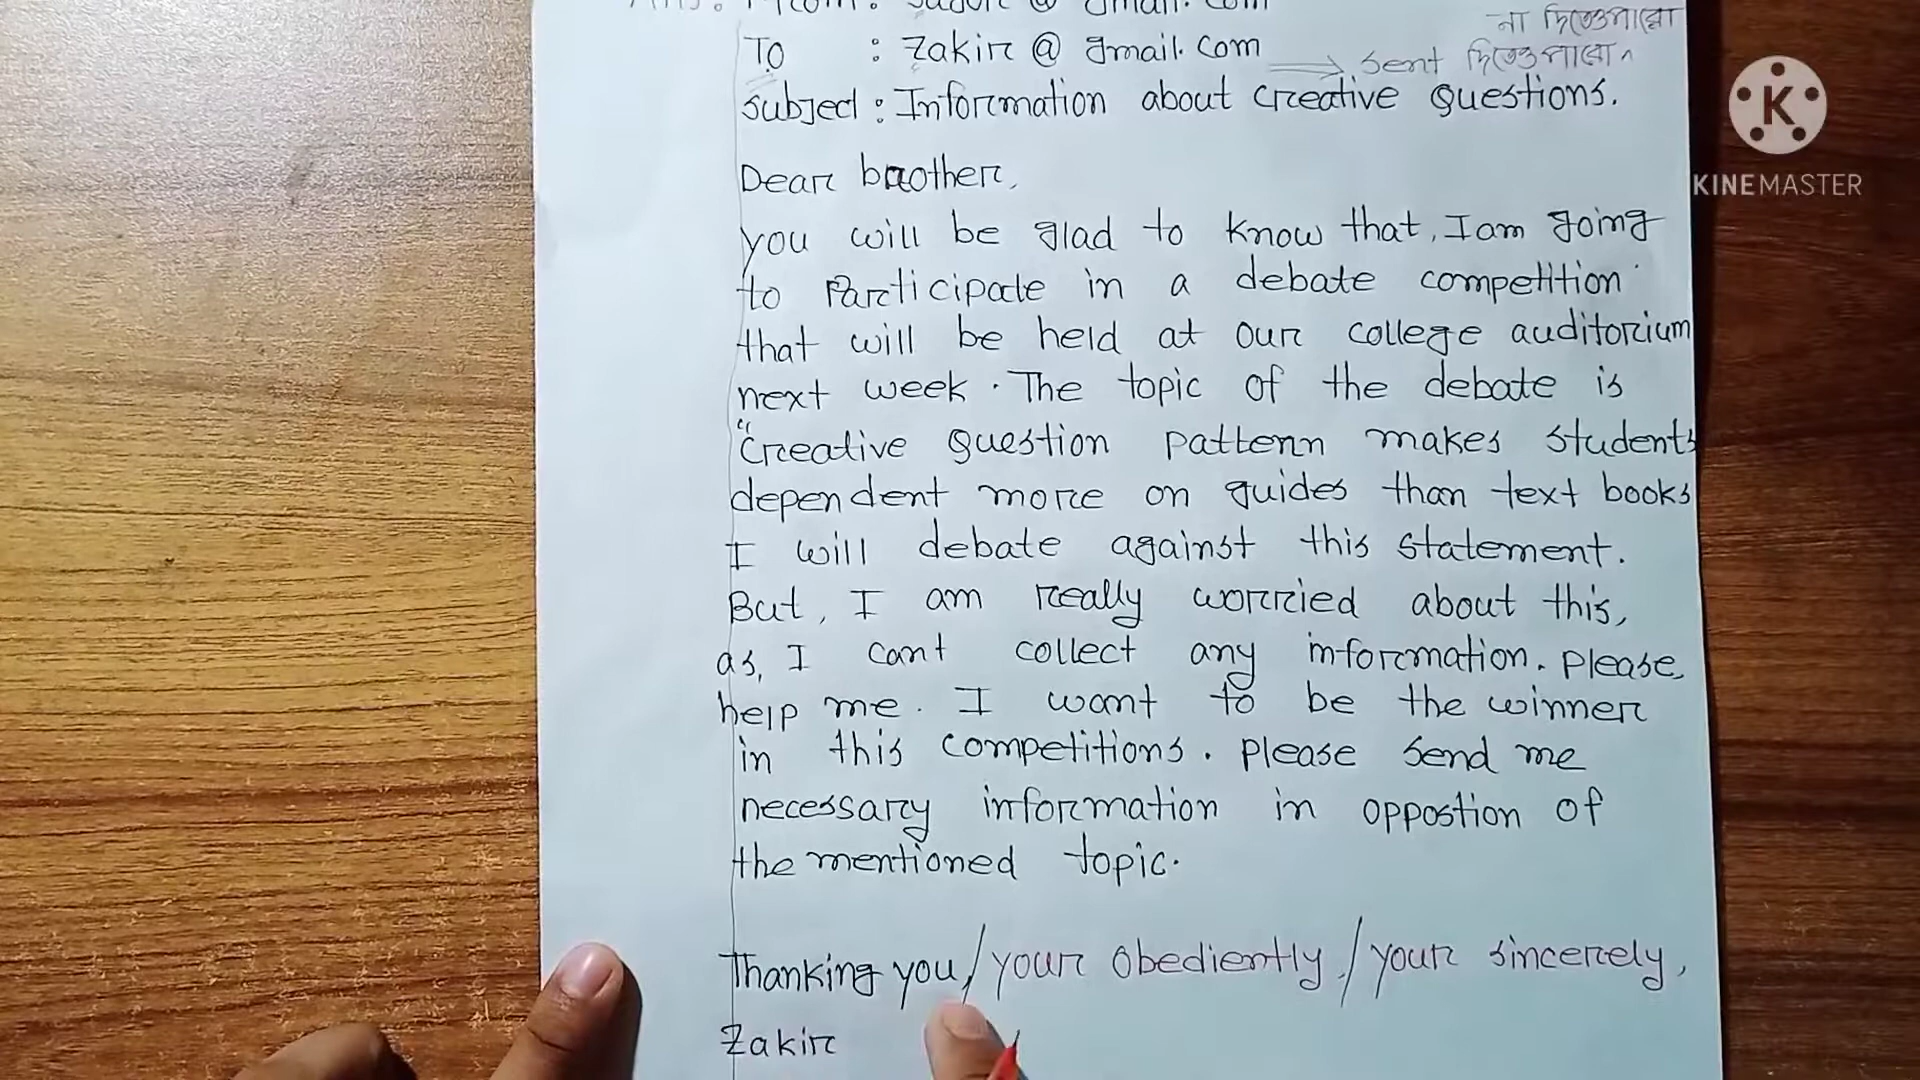 @ gmail. com
না দিতেও পারো
To : Zakir @ gmail. com → sent দিতেও পারো
Subject : Information about Creative Questions.
Dear brother,
you will be glad to know that, I am going
to Participate in a debate competition
that will be held at our college auditorium
next week. The topic of the debate is
"Creative Question pattern makes students
dependent more on guides than text books
I will debate against this statement.
But, I am really worried about this,
as, I cant collect any information. please
help me. I want to be the winner
in this competitions. please send me
necessary information in oppostion of
the mentioned topic.
Thanking you,/your obediently,/your sincerely,
Zakir
K
KINEMASTER